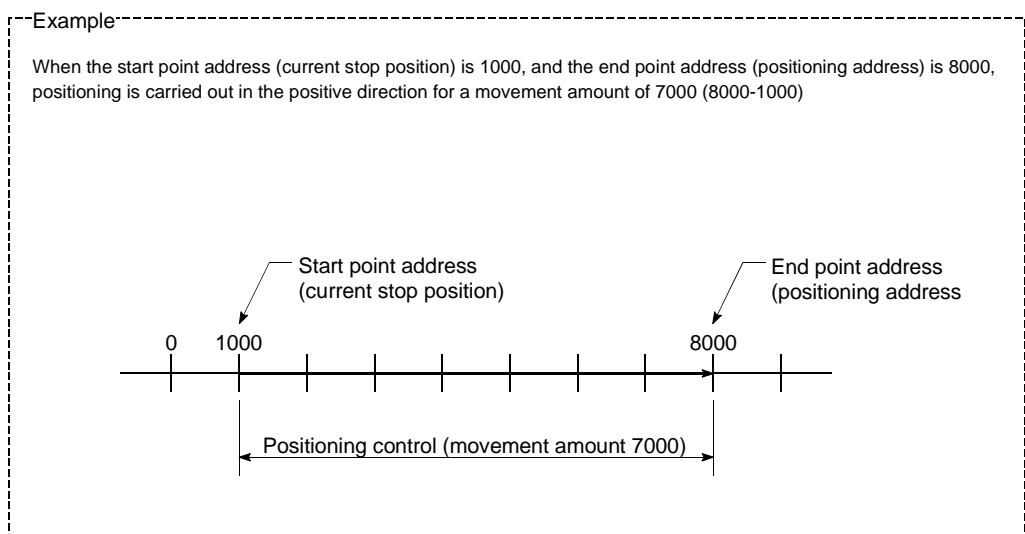 Example
When the start point address (current stop position) is 1000, and the end point address (positioning address) is 8000,
positioning is carried out in the positive direction for a movement amount of 7000 (8000-1000)
Start point address
(current stop position)
End point address
(positioning address
0 1000 8000
Positioning control (movement amount 7000)